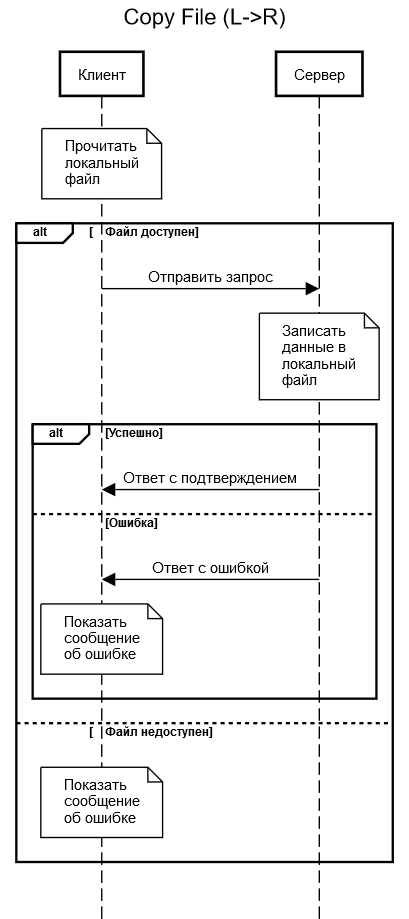 Copy File (L->R)
Клиент
Сервер
Прочитать
локальный
файл
alt
[ Файл доступен]
Отправить запрос
Записать
данные в
локальный
файл
alt
[Успешно]
Ответ с подтверждением
[Ошибка]
Ответ с ошибкой
Показать
сообщение
об ошибке
[ Файл недоступен]
Показать
сообщение
об ошибке